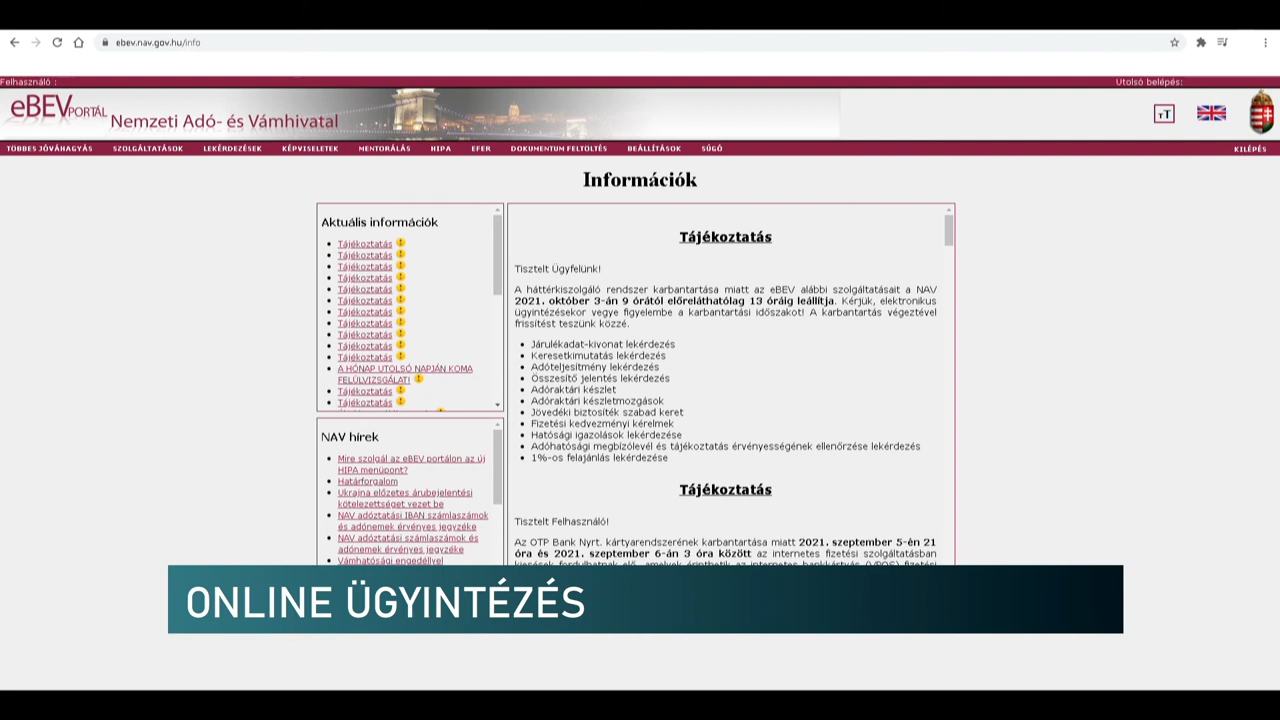 ebev.nav.gov.hu/info
Felhasználó :
Utolsó belépés:
eBEV PORTÁL
Nemzeti Adó- és Vámhivatal
TÖBBES JÓVÁHAGYÁS SZOLGÁLTATÁSOK LEKÉRDEZÉSEK KÉPVISELETEK MENTORÁLÁS HIPA EFER DOKUMENTUM FELTÖLTÉS BEÁLLÍTÁSOK SÚGÓ KILÉPÉS
Információk
Aktuális információk
Tájékoztatás
Tájékoztatás
Tájékoztatás
Tájékoztatás
Tájékoztatás
Tájékoztatás
Tájékoztatás
Tájékoztatás
Tájékoztatás
Tájékoztatás
Tájékoztatás
A HÓNAP UTOLSÓ NAPJÁN KOMA
FELÜLVIZSGÁLAT!
Tájékoztatás
Tájékoztatás
NAV hírek
Mire szolgál az eBEV portálon az új
HIPA menüpont?
Határforgalom
Ukrajna előzetes árubejelentési
kötelezettséget vezet be
NAV adóztatási IBAN számlaszámok
és adónemek érvényes jegyzéke
NAV adóztatási számlaszámok és
adónemek érvényes jegyzéke
Vámhatósági engedéllyel
Tájékoztatás
Tisztelt Ügyfelünk!
A háttérkiszolgáló rendszer karbantartása miatt az eBEV alábbi szolgáltatásait a NAV
2021. október 3-án 9 órától előreláthatólag 13 óráig leállítja. Kérjük, elektronikus
ügyintézésekor vegye figyelembe a karbantartási időszakot! A karbantartás végeztével
frissítést teszünk közzé.
Járulékadat-kivonat lekérdezés
Keresetkimutatás lekérdezés
Adóteljesítmény lekérdezés
Összesítő jelentés lekérdezés
Adóraktári készlet
Adóraktári készletmozgások
Jövedéki biztosíték szabad keret
Fizetési kedvezményi kérelmek
Hatósági igazolások lekérdezése
Adóhatósági megbízólevél és tájékoztatás érvényességének ellenőrzése lekérdezés
1%-os felajánlás lekérdezése
Tájékoztatás
Tisztelt Felhasználó!
Az OTP Bank Nyrt. kártyarendszerének karbantartása miatt 2021. szeptember 5-én 21
óra és 2021. szeptember 6-án 3 óra között az internetes fizetési szolgáltatásban
ONLINE ÜGYINTÉZÉS